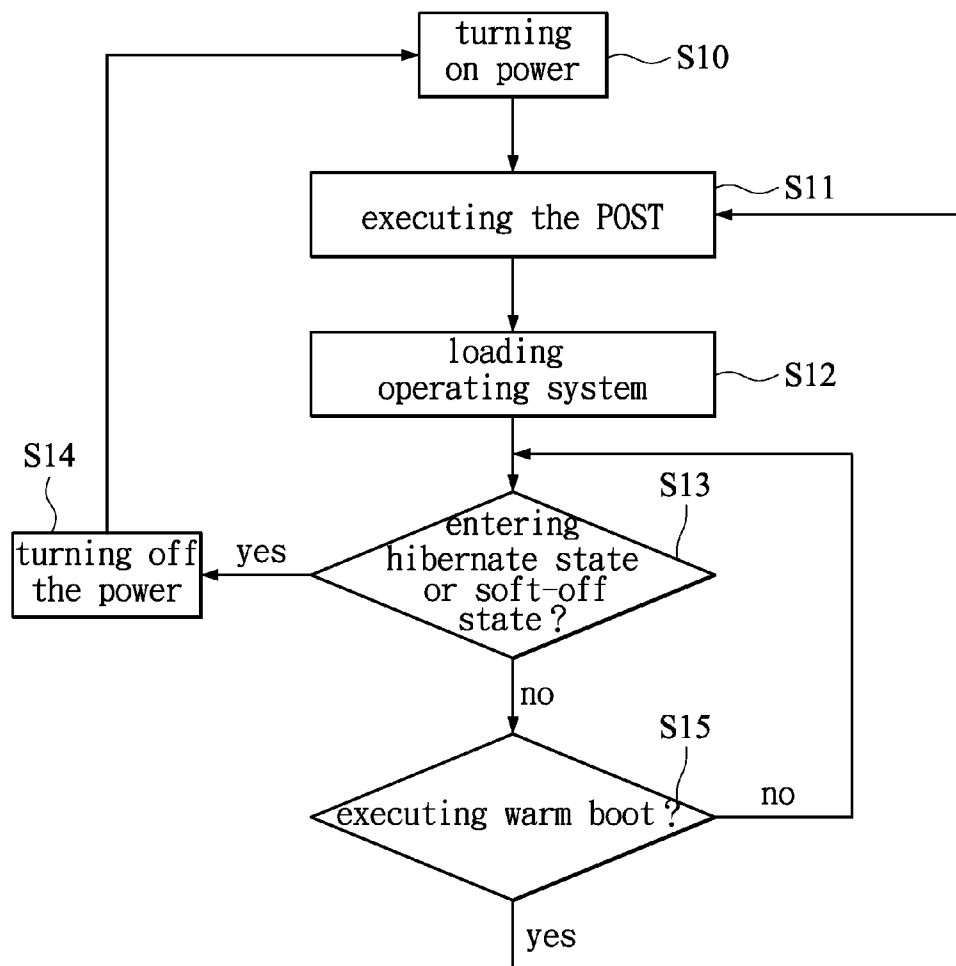 turning
on power
S10
S11
executing the POST
loading
operating system
S12
S14
S13
turning off
the power
yes
entering
hibernate state
or soft-off
state?
no
S15
executing warm boot?
no
yes